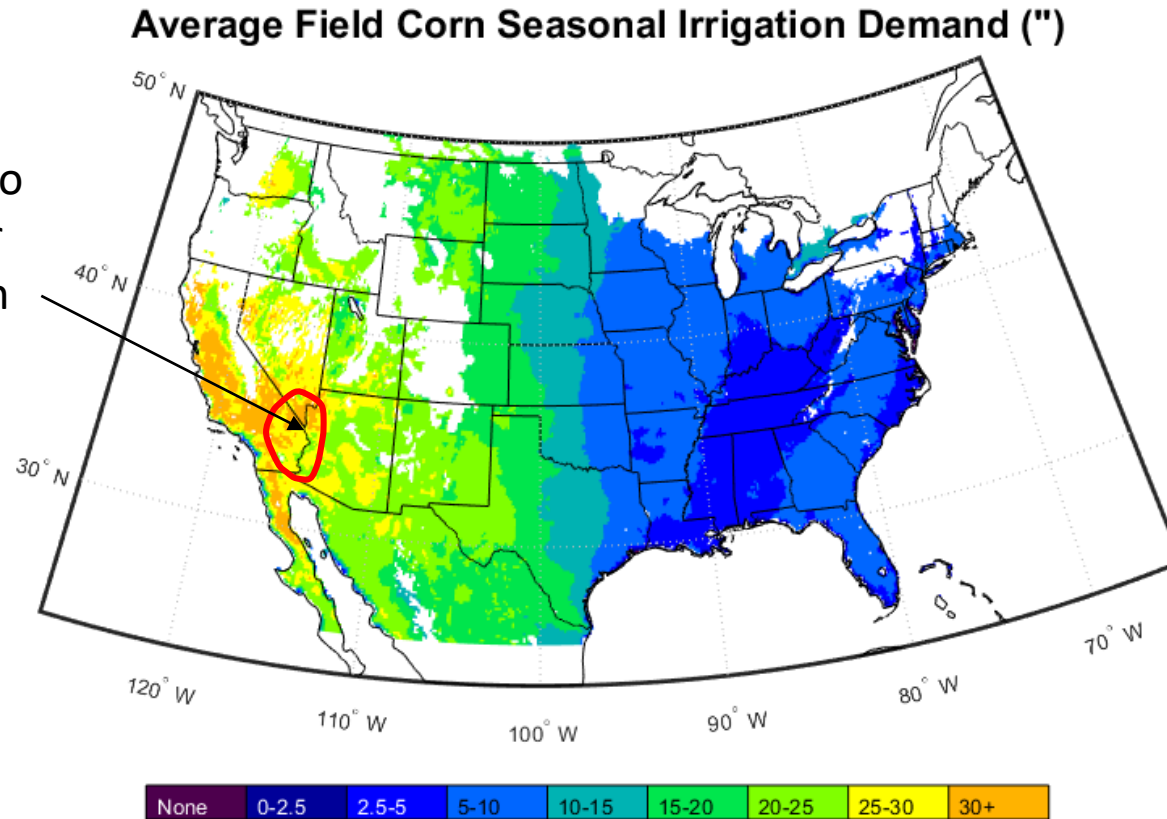 Average Field Corn Seasonal Irrigation Demand (")
50° N
40° N
30° N
120° W
110° W
100° W
90° W
80° W
70° W
None 0-2.5 2.5-5 5-10 10-15 15-20 20-25 25-30 30+